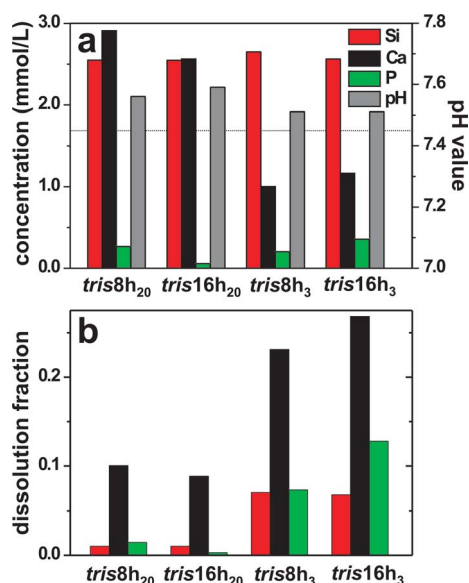 a
Si
Ca
P
pH
concentration (mmol/L)
3.0
2.0
1.0
0.0
pH value
7.8
7.6
7.4
7.2
7.0
tris8h₂₀ tris16h₂₀ tris8h₃ tris16h₃
b
dissolution fraction
0.2
0.1
0.0
tris8h₂₀ tris16h₂₀ tris8h₃ tris16h₃